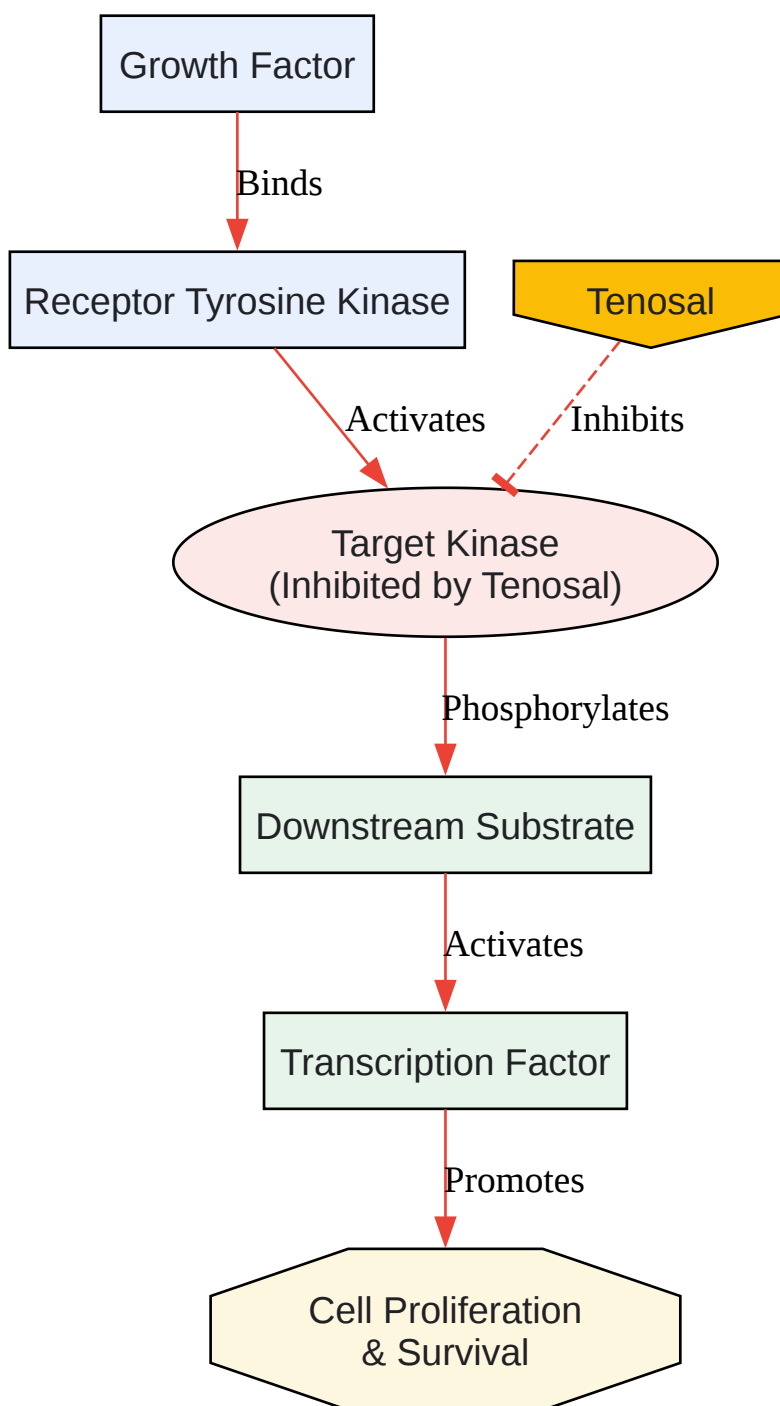 Growth Factor
Binds
Receptor Tyrosine Kinase
Tenosal
Activates
Inhibits
Target Kinase
(Inhibited by Tenosal)
Phosphorylates
Downstream Substrate
Activates
Transcription Factor
Promotes
Cell Proliferation
& Survival